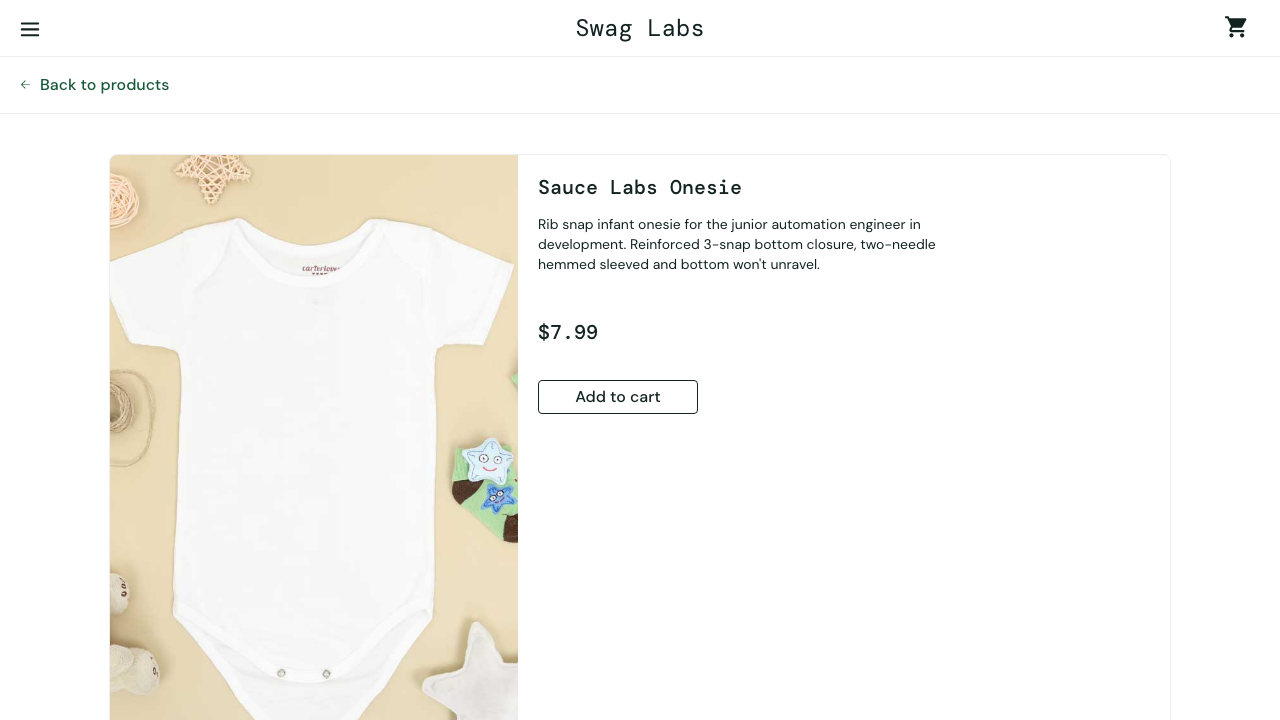 Swag Labs
Back to products
Sauce Labs Onesie
Rib snap infant onesie for the junior automation engineer in
development. Reinforced 3-snap bottom closure, two-needle
hemmed sleeved and bottom won't unravel.
$7.99
Add to cart